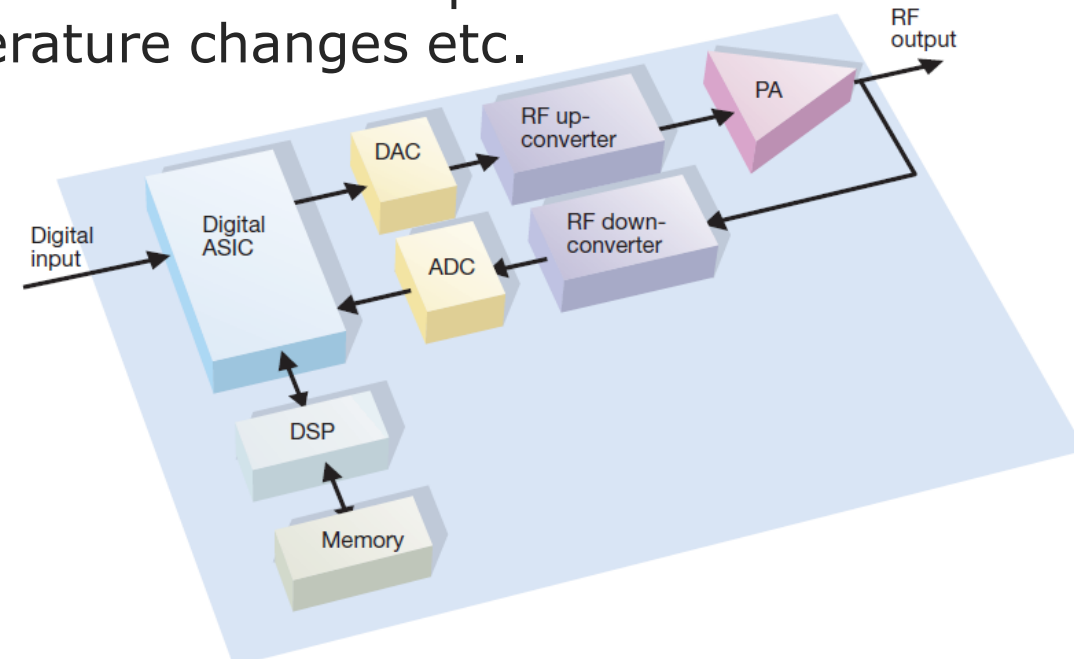 erature changes etc.
RF
output
PA
RF up-
converter
DAC
RF down-
converter
Digital
ASIC
Digital
input
ADC
DSP
Memory